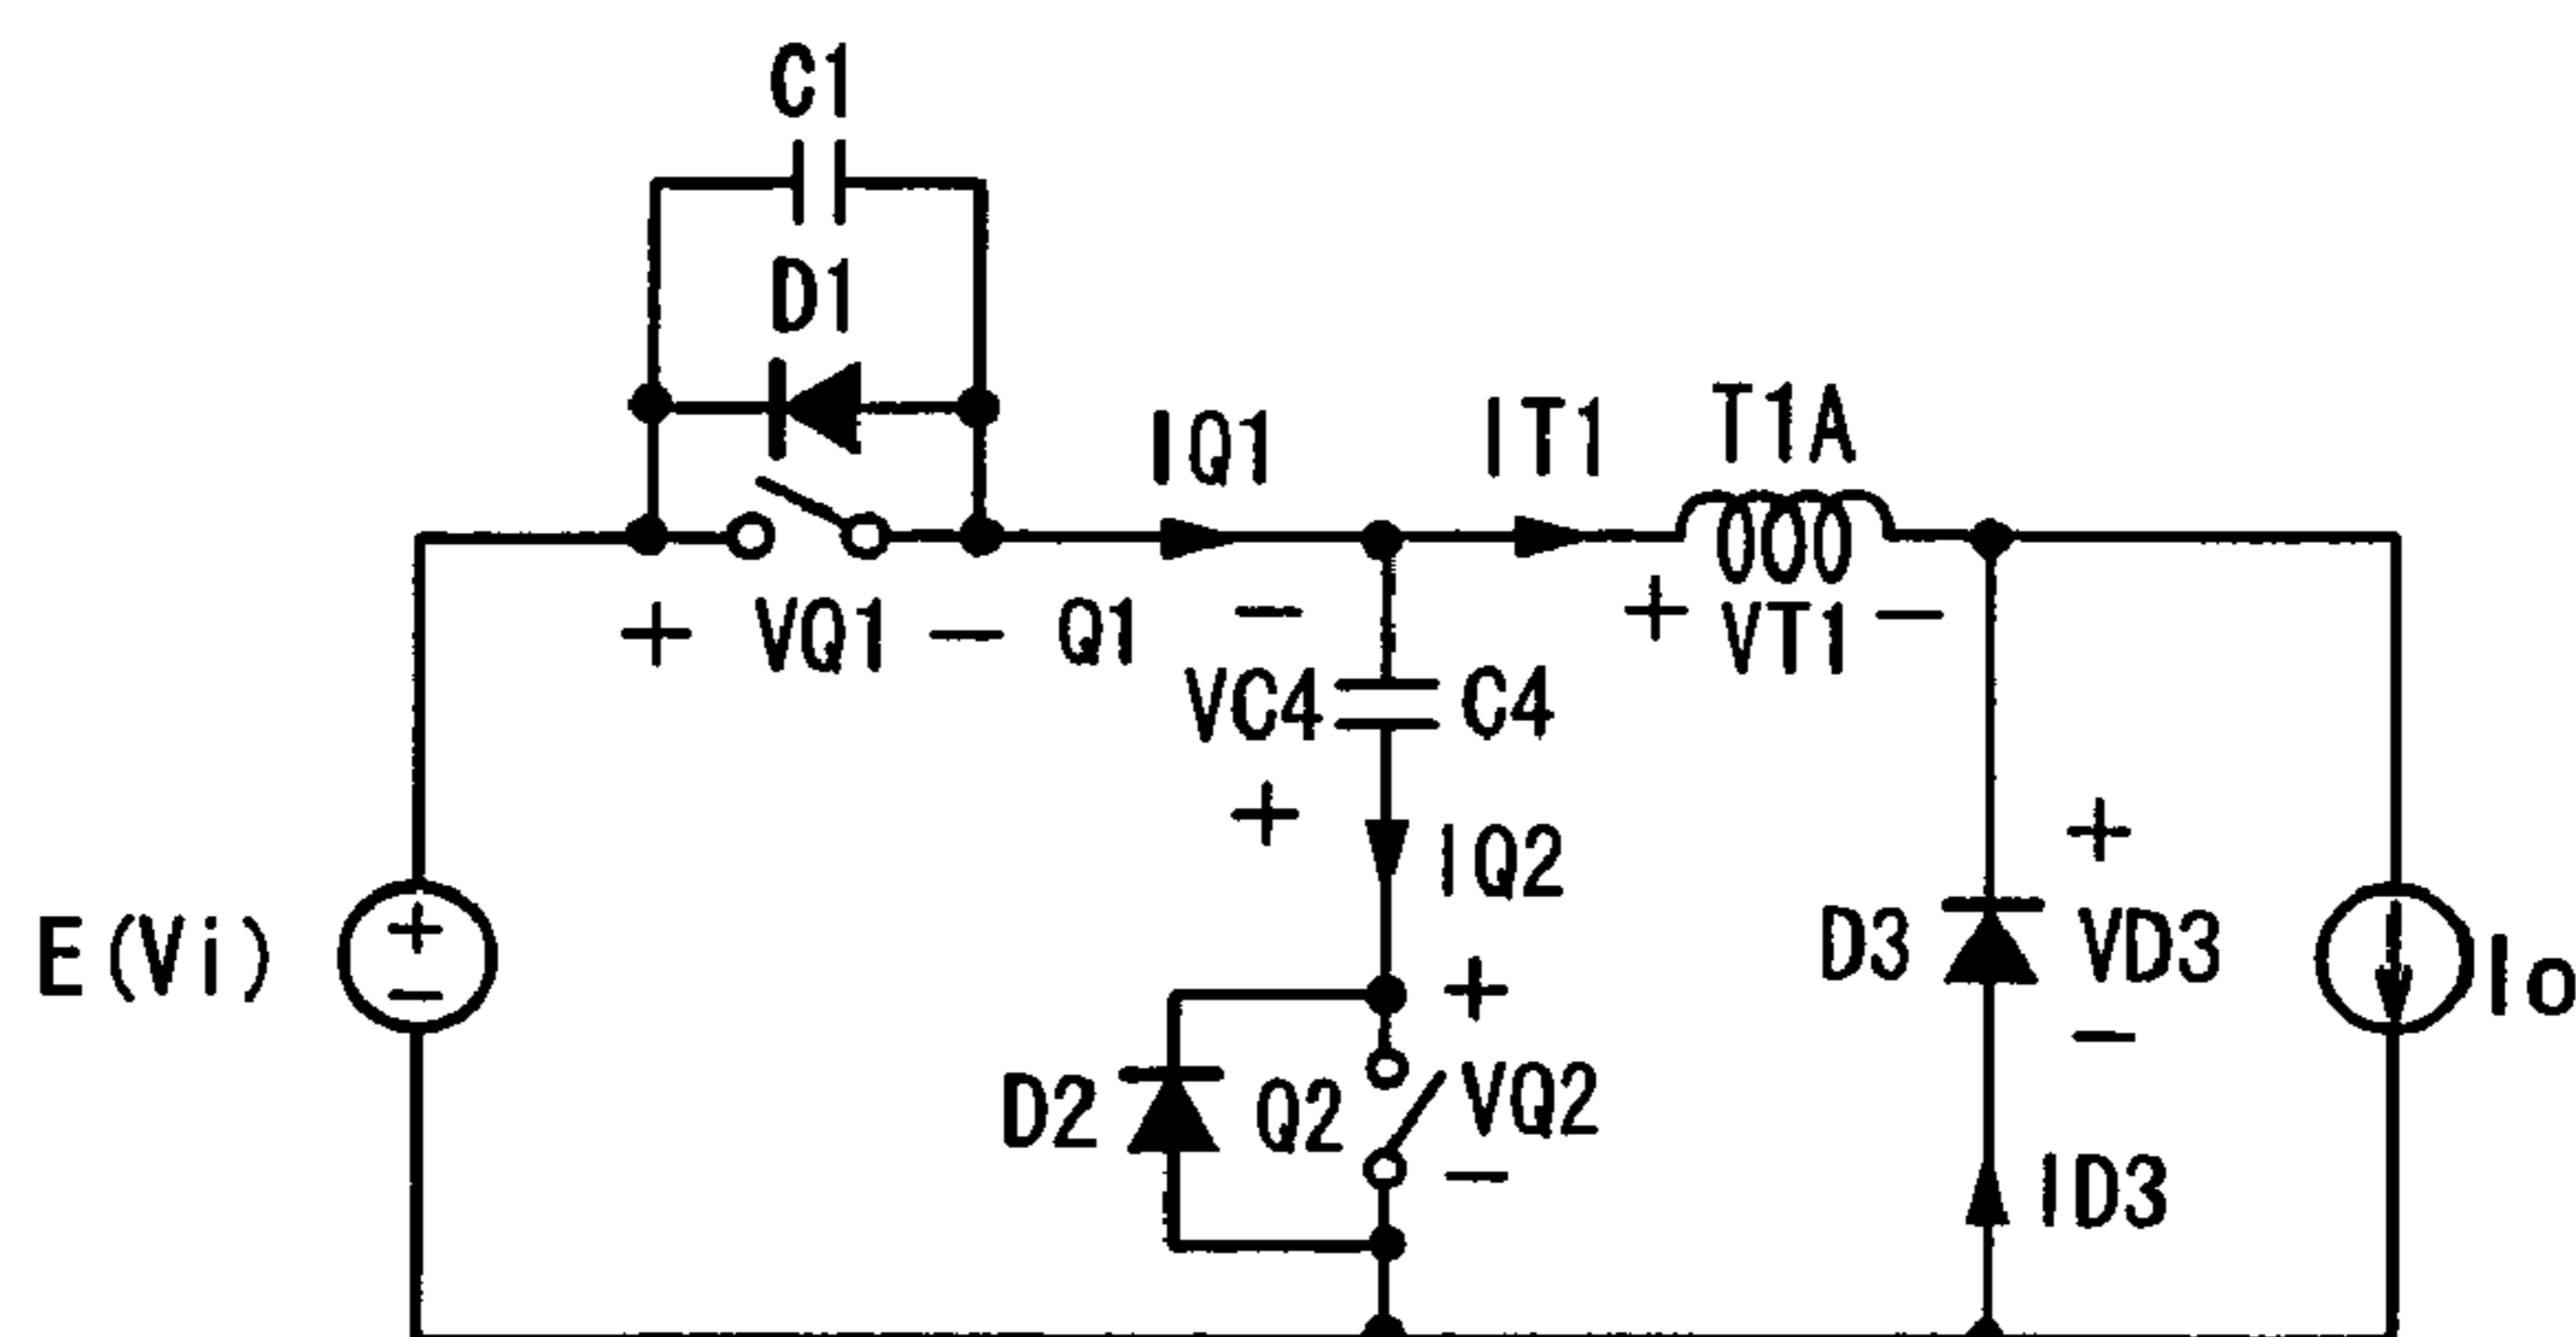 C1
D1
IQ1
IT1
T1A
+ VQ1 - Q1
-
+ VT1 -
VC4
C4
+
IQ2
+
E(Vi)
+
-
D3
+
VD3
-
Io
D2
Q2
+
VQ2
-
ID3